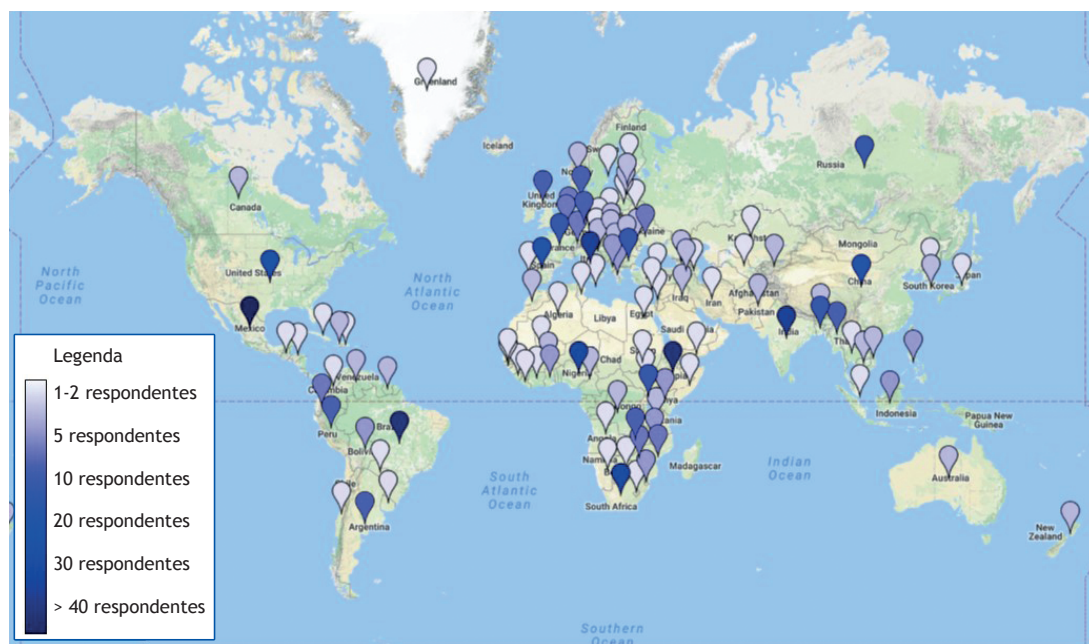 Greenland
Iceland
Finland
Russia
United
Kingdom
Canada
Ukraine
France
Spain
Mongolia
United States
China
South Korea
Japan
North
Pacific
Ocean
North
Atlantic
Ocean
Iraq
Iran
Afghanistan
Pakistan
Algeria
Libya
Egypt
Saudi Arabia
India
Mexico
Chad
Nigeria
Venezuela
Colombia
Indonesia
Papua New
Guinea
Peru
Brazil
Bolivia
Angola
Namibia
Madagascar
Indian
Ocean
Australia
South
Atlantic
Ocean
South Africa
Argentina
New
Zealand
Southern
Ocean
Legenda
1-2 respondentes
5 respondentes
10 respondentes
20 respondentes
30 respondentes
> 40 respondentes